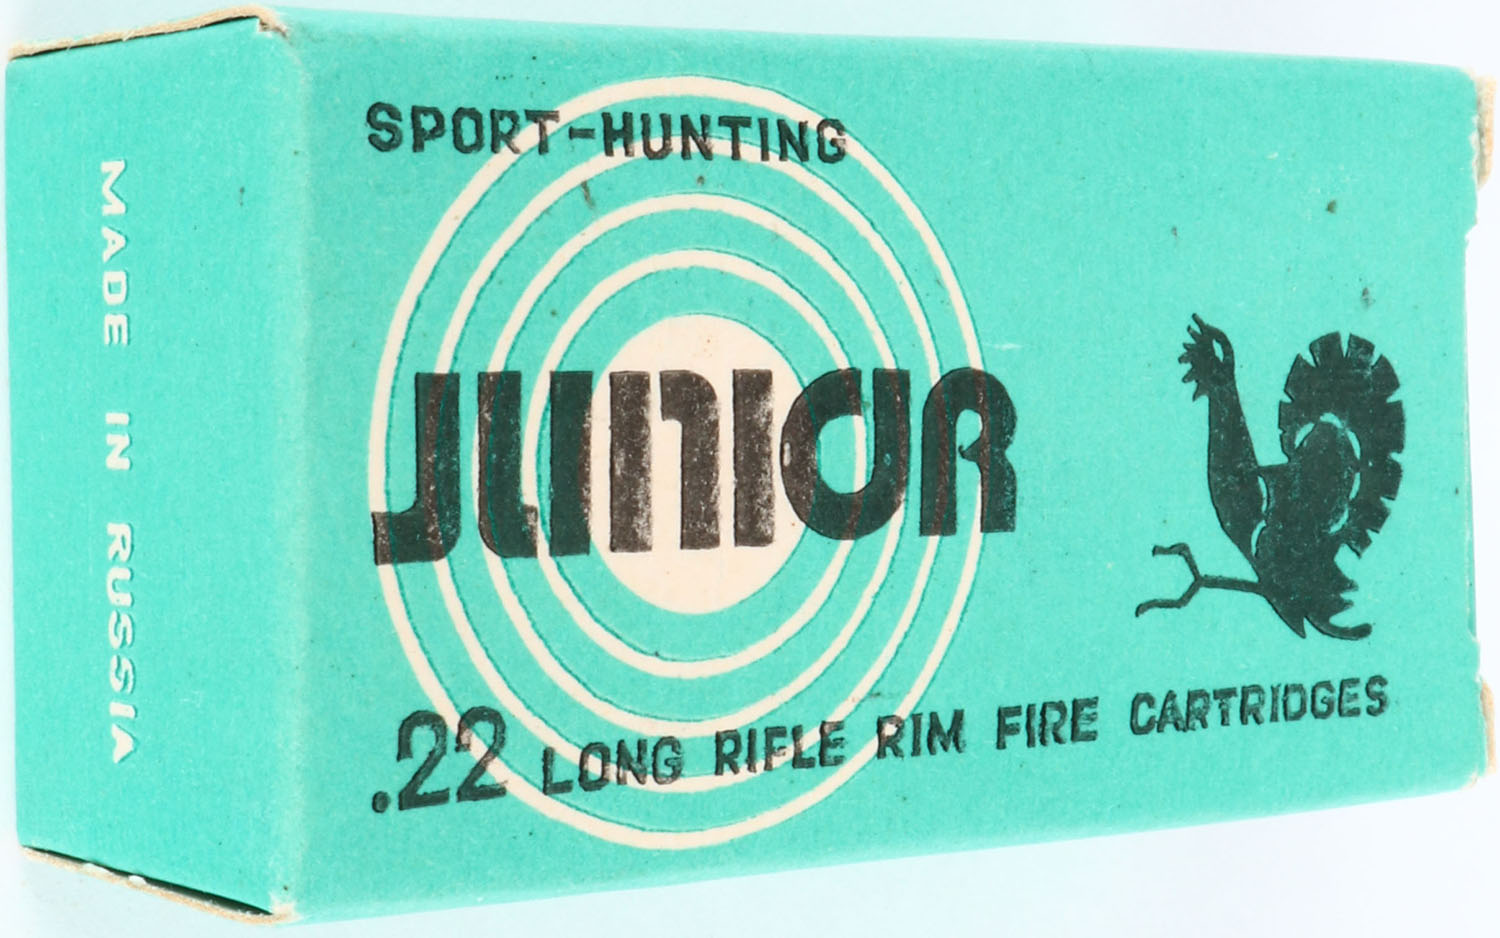 SPORT-HUNTING
JUNIOR
.22 LONG RIFLE RIM FIRE CARTRIDGES
MADE IN RUSSIA